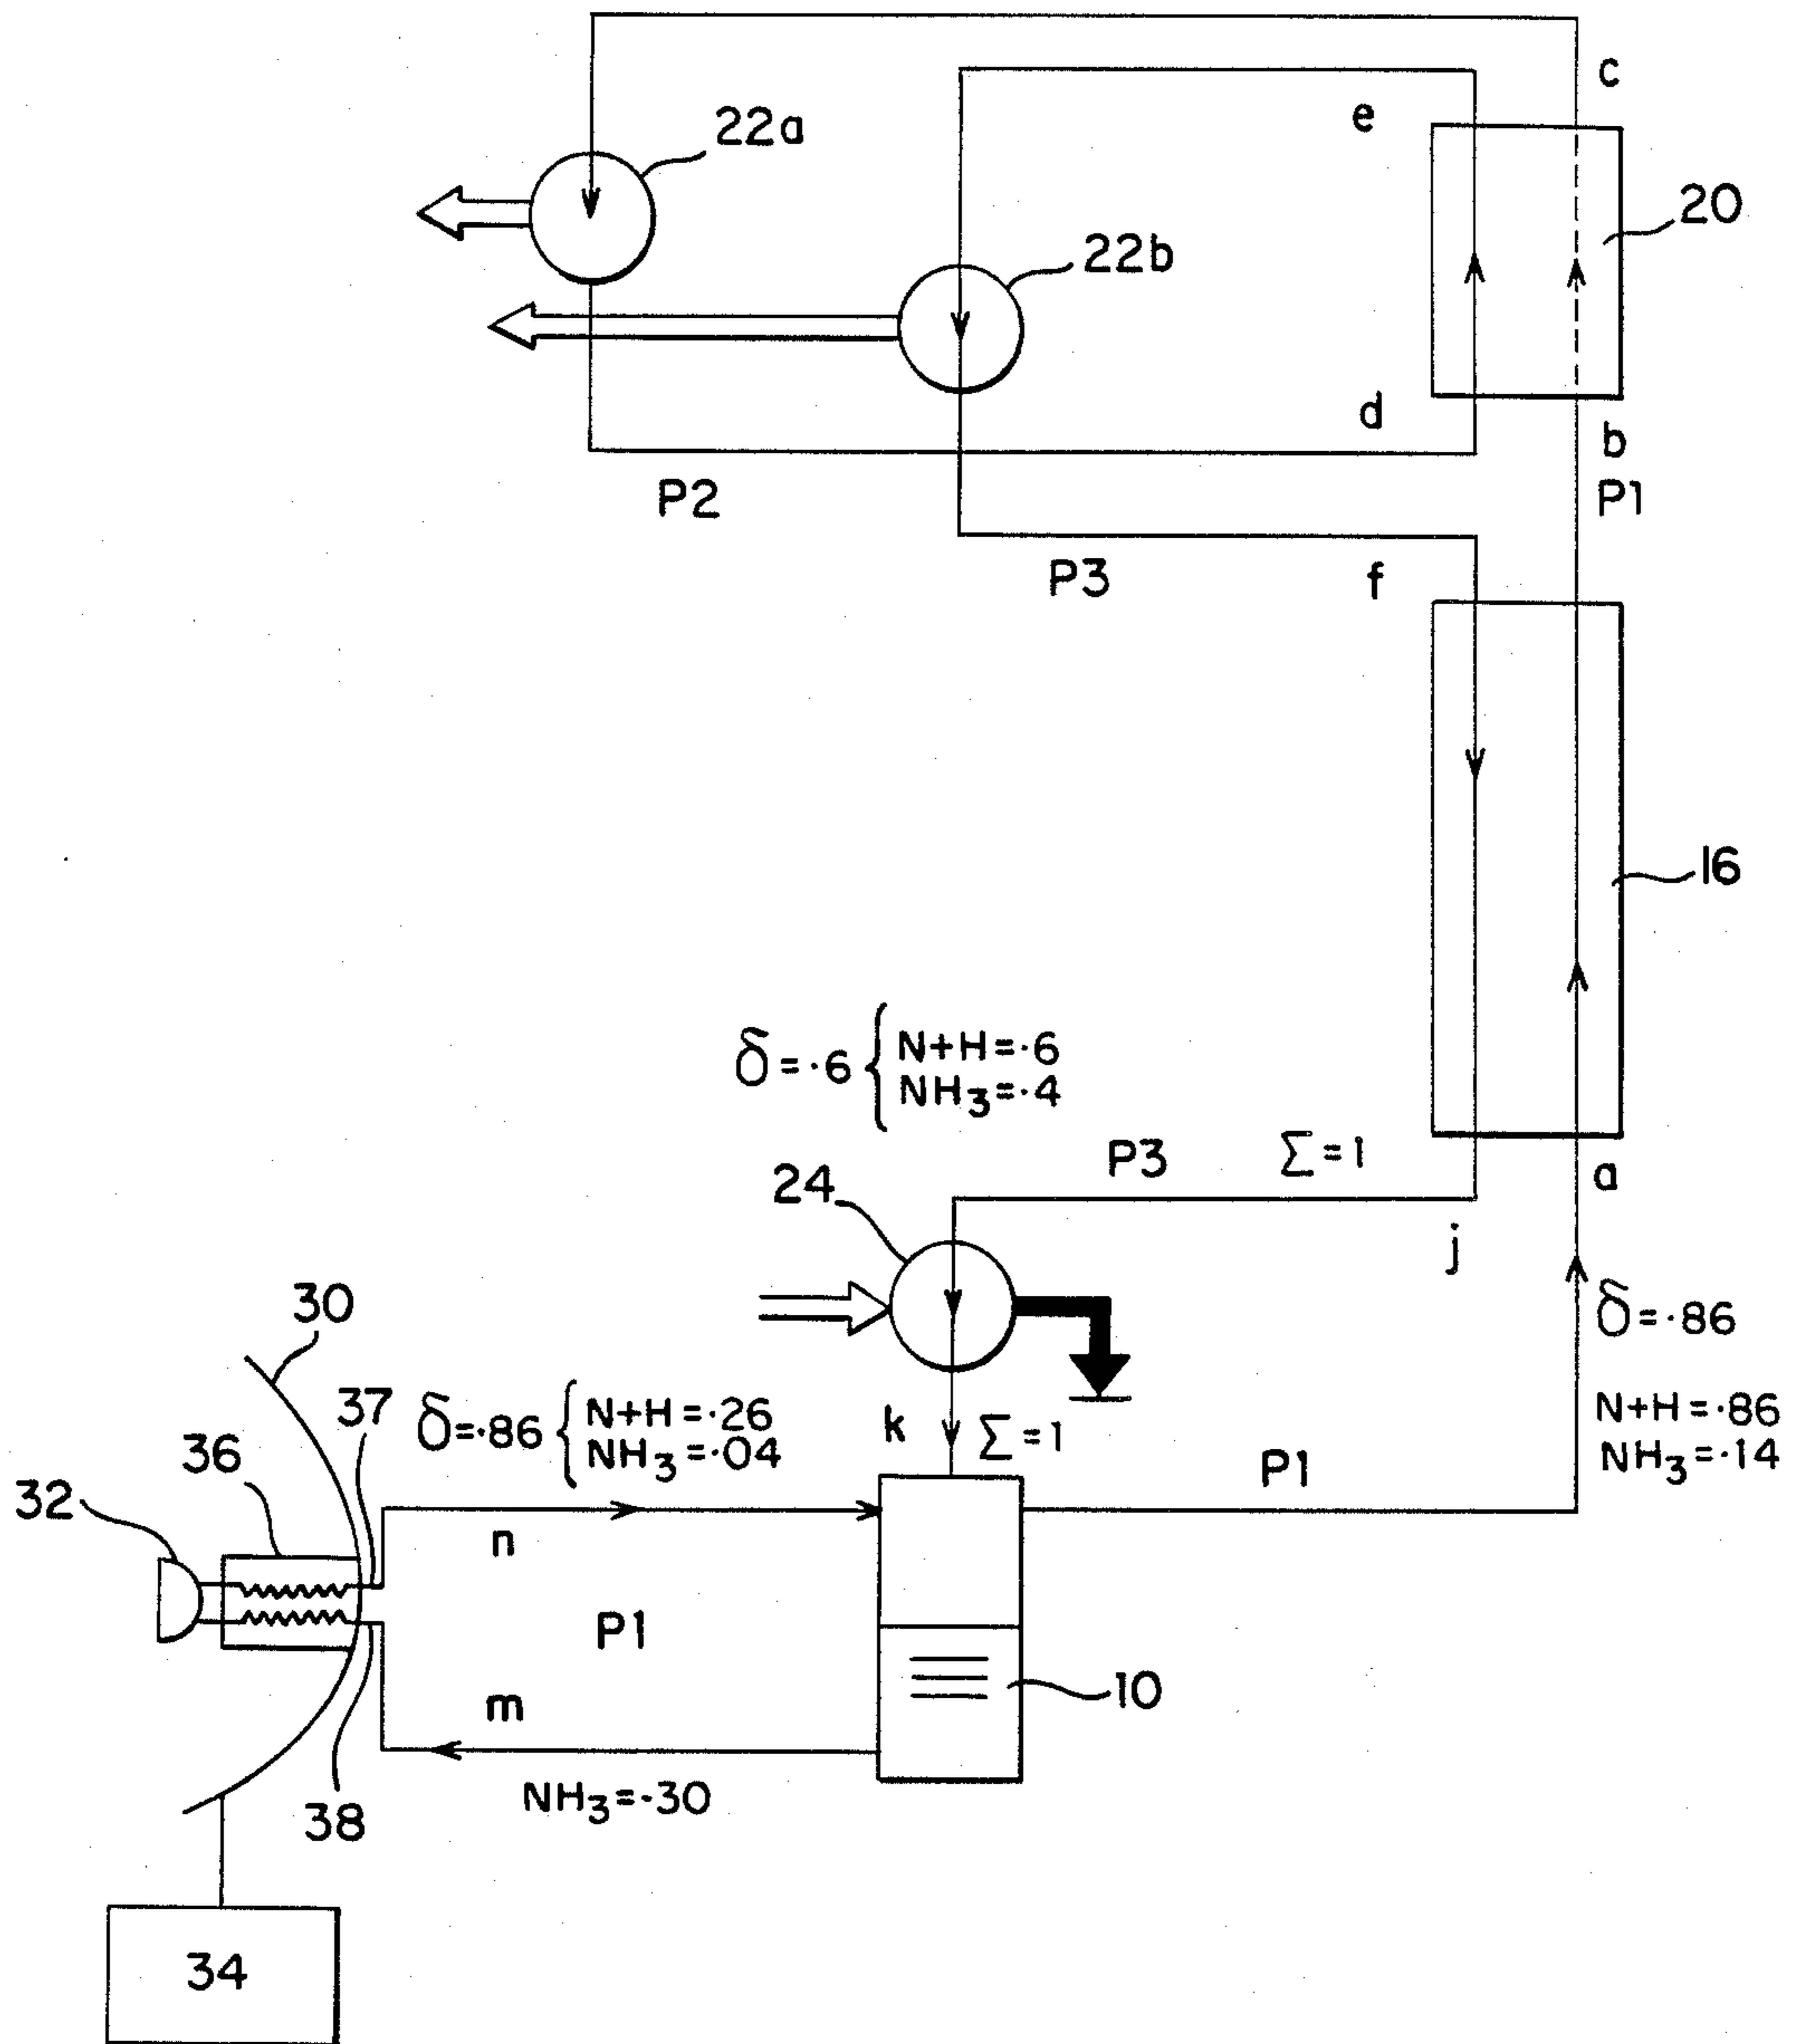 c
e
22a
20
22b
d
b
P2
P1
P3
f
16
δ=.6 { N+H=.6
NH3=.4
P3
Σ=1
a
24
j
30
δ=.86
37
δ=.86 { N+H=.26
NH3=.04
k
Σ=1
N+H=.86
NH3=.14
36
P1
32
n
P1
10
m
NH3=.30
38
34